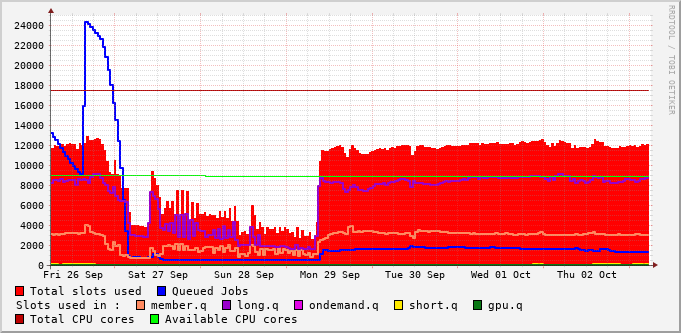 RRDTOOL / TOBI OETIKER
24000
22000
20000
18000
16000
14000
12000
10000
8000
6000
4000
2000
0
Fri 26 Sep Sat 27 Sep Sun 28 Sep Mon 29 Sep Tue 30 Sep Wed 01 Oct Thu 02 Oct
Total slots used Queued Jobs
Slots used in : member.q long.q ondemand.q short.q gpu.q
Total CPU cores Available CPU cores